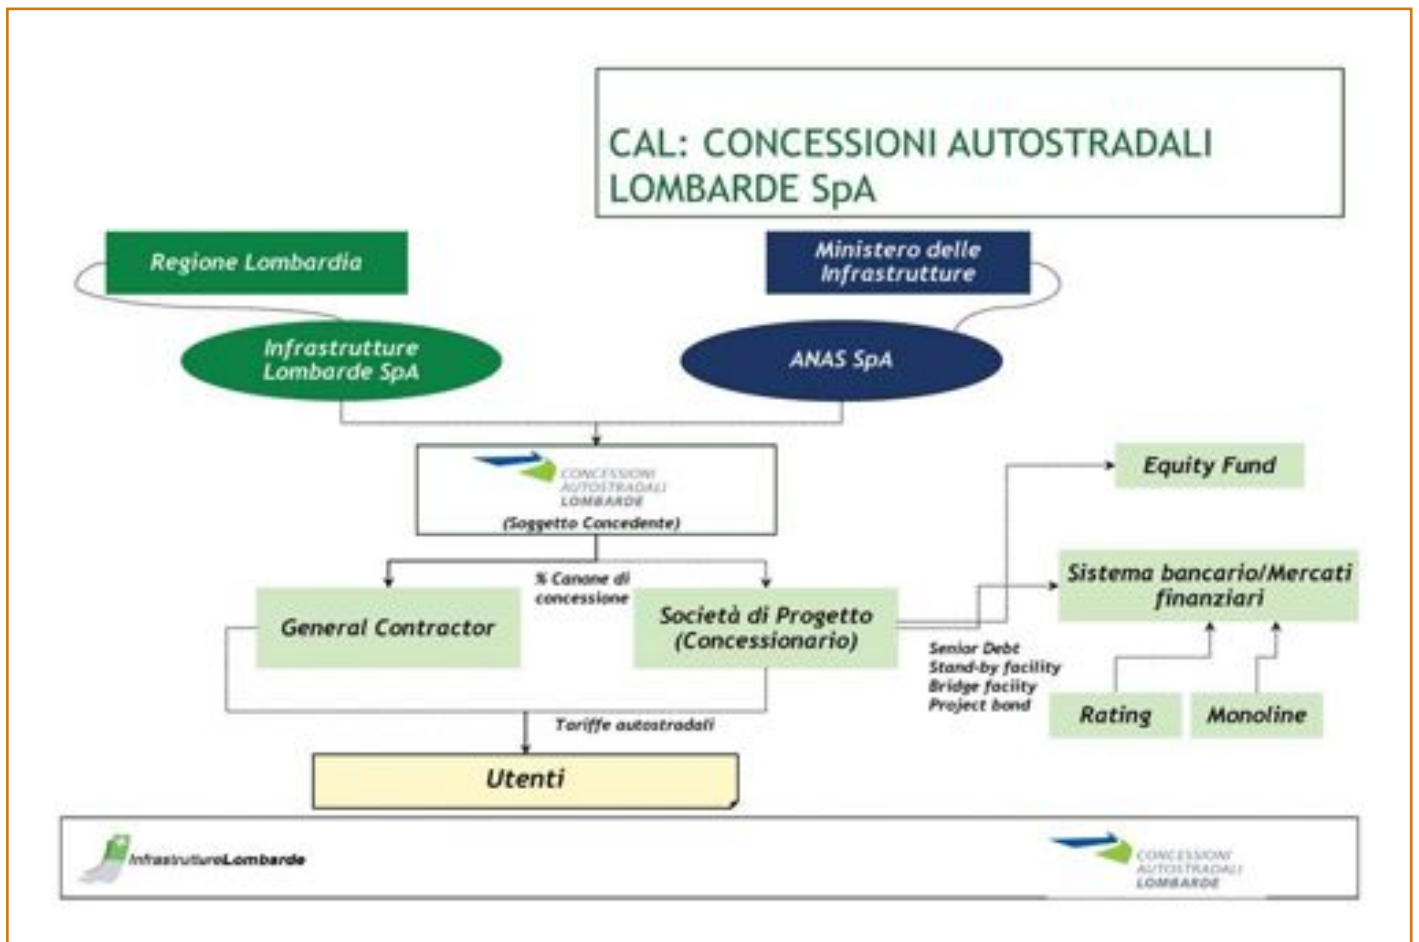 CAL: CONCESSIONI AUTOSTRADALI
LOMBARDE SpA
Regione Lombardia
Ministero delle
Infrastrutture
Infrastrutture
Lombarde SpA
ANAS SpA
CONCESSIONI
AUTOSTRADALI
LOMBARDE
(Soggetto Concedente)
Equity Fund
% Canone di
concessione
Sistema bancario/Mercati
finanziari
General Contractor
Società di Progetto
(Concessionario)
Senior Debt
Stand-by facility
Bridge faciity
Project bond
Rating
Monoline
Tariffe autostradali
Utenti
InfrastruttureLombarde
CONCESSIONI
AUTOSTRADALI
LOMBARDE